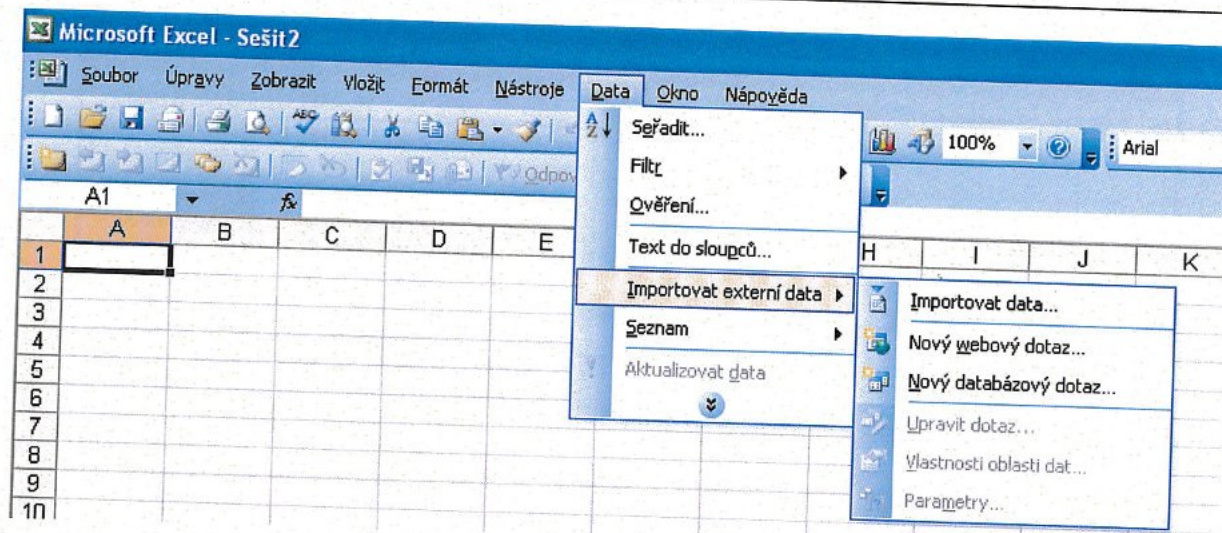 Microsoft Excel - Sešit2
Soubor Úpravy Zobrazit Vložit Formát Nástroje Data Okno Nápověda
100% Arial
A1 fx
A B C D E H I J K
1
2
3
4
5
6
7
8
9
10
Seřadit...
Filtr
Ověření...
Text do sloupců...
Importovat externí data
Seznam
Aktualizovat data
Importovat data...
Nový webový dotaz...
Nový databázový dotaz...
Upravit dotaz...
Vlastnosti oblasti dat...
Parametry...